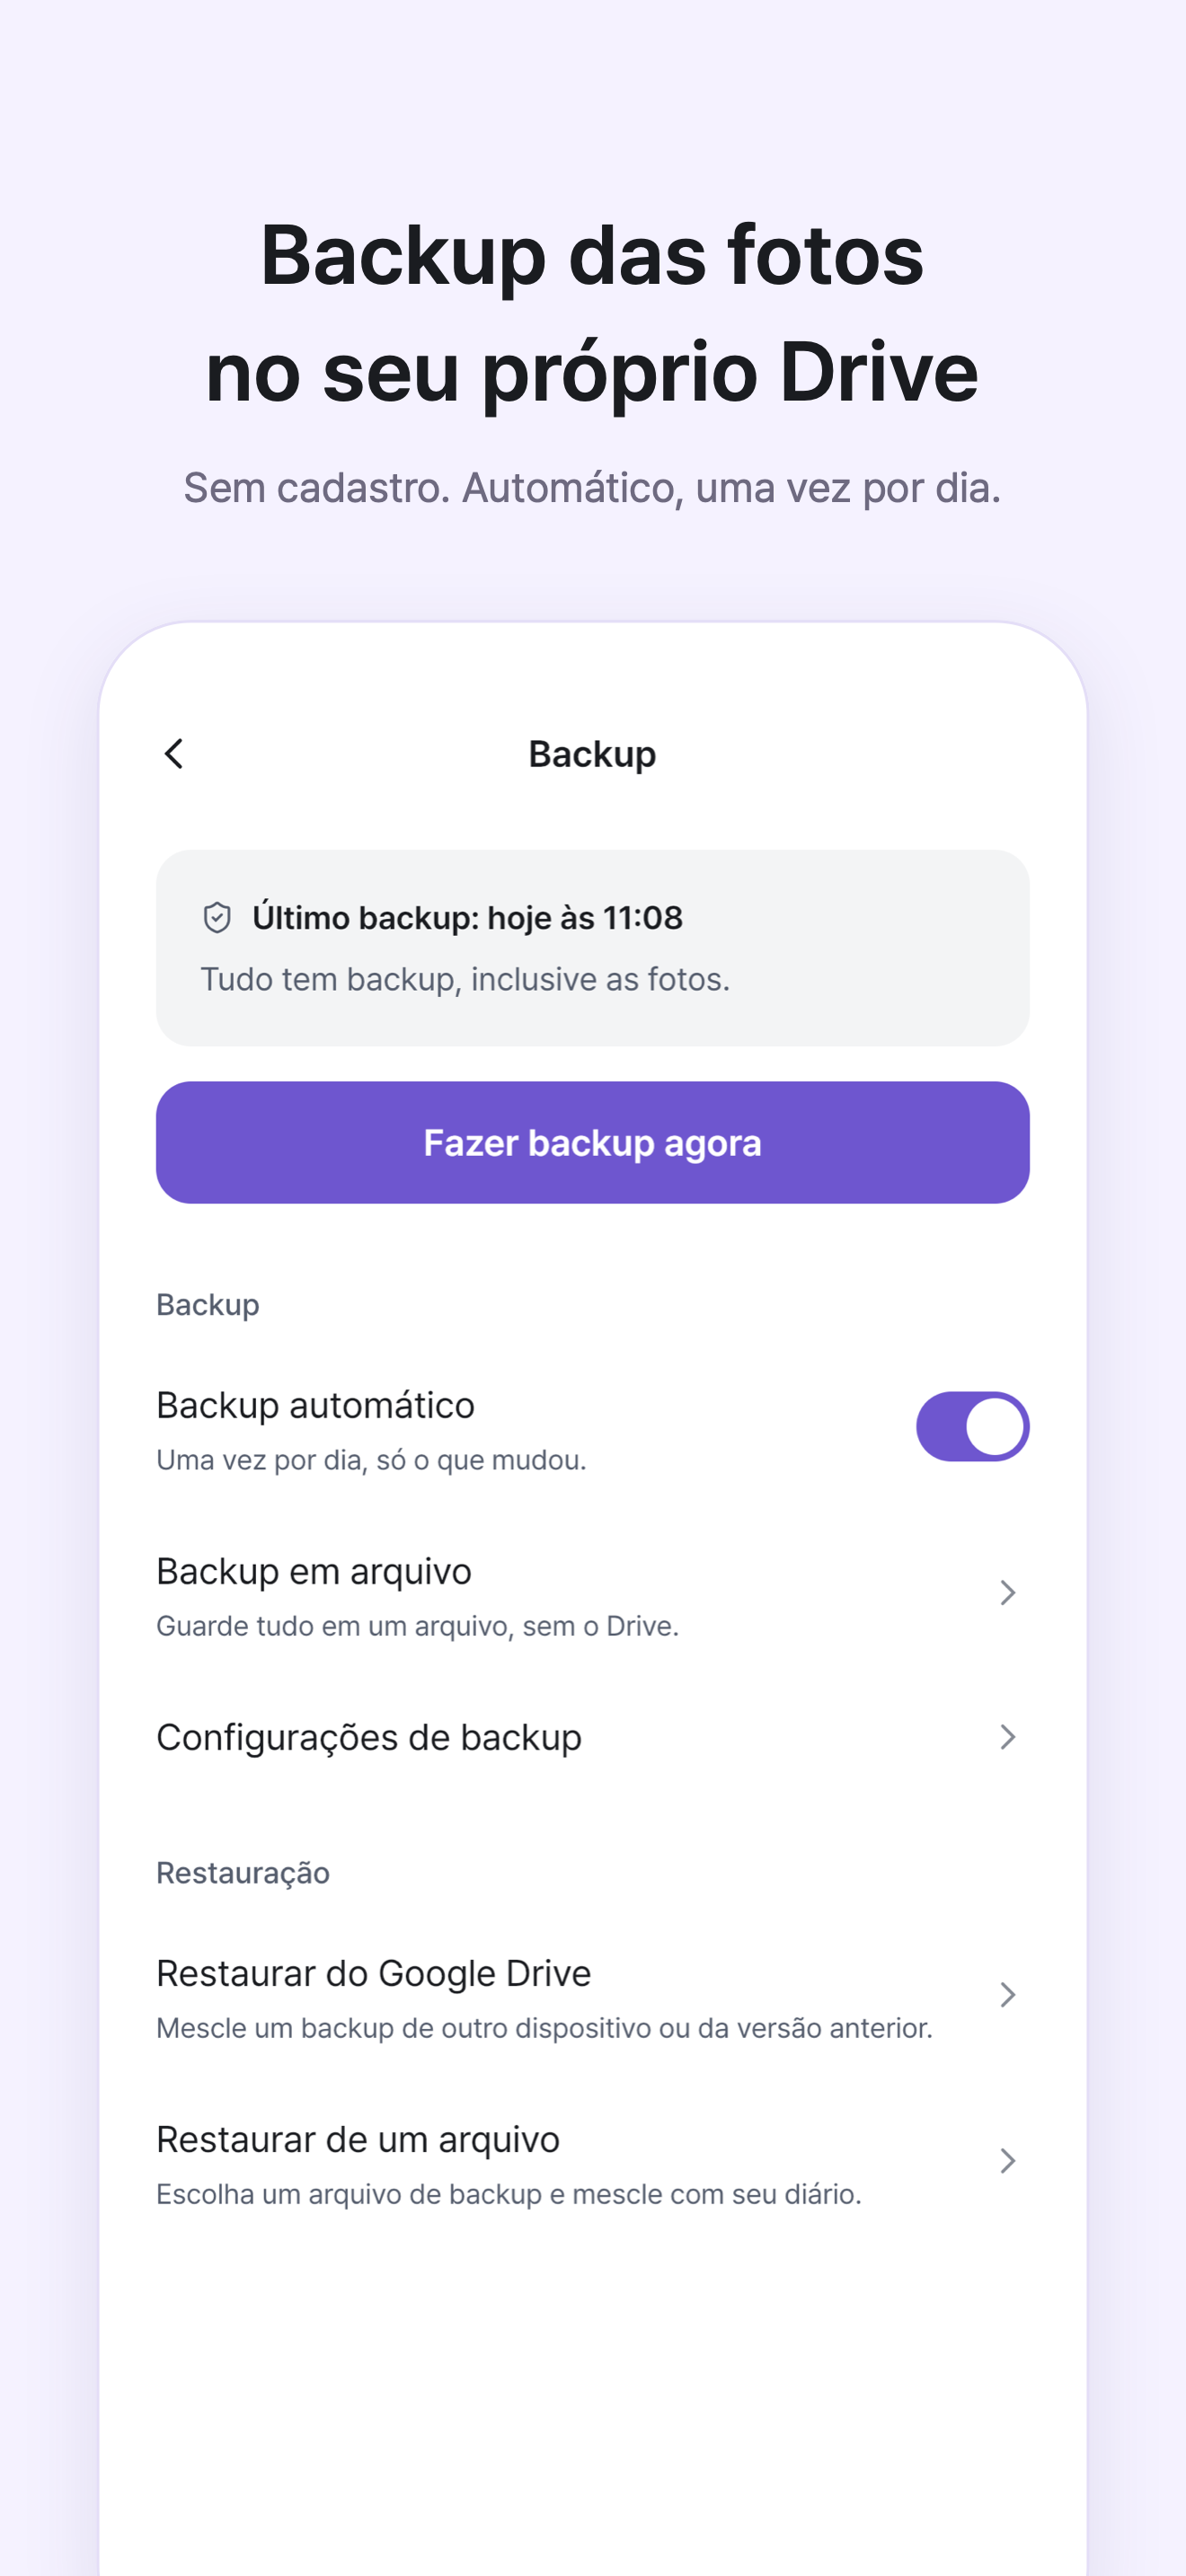 Backup das fotos
no seu próprio Drive
Sem cadastro. Automático, uma vez por dia.
Backup
Último backup: hoje às 11:08
Tudo tem backup, inclusive as fotos.
Fazer backup agora
Backup
Backup automático
Uma vez por dia, só o que mudou.
Backup em arquivo
Guarde tudo em um arquivo, sem o Drive.
Configurações de backup
Restauração
Restaurar do Google Drive
Mescle um backup de outro dispositivo ou da versão anterior.
Restaurar de um arquivo
Escolha um arquivo de backup e mescle com seu diário.